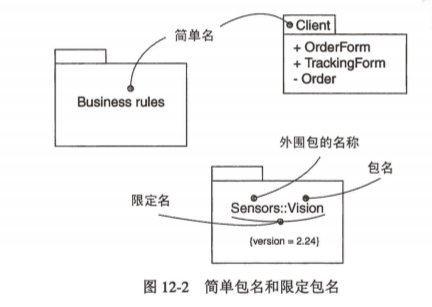 简单名
Client
+ OrderForm
+ TrackingForm
- Order
Business rules
外围包的名称
包名
限定名
Sensors::Vision
{version = 2.24}
图 12-2 简单包名和限定包名